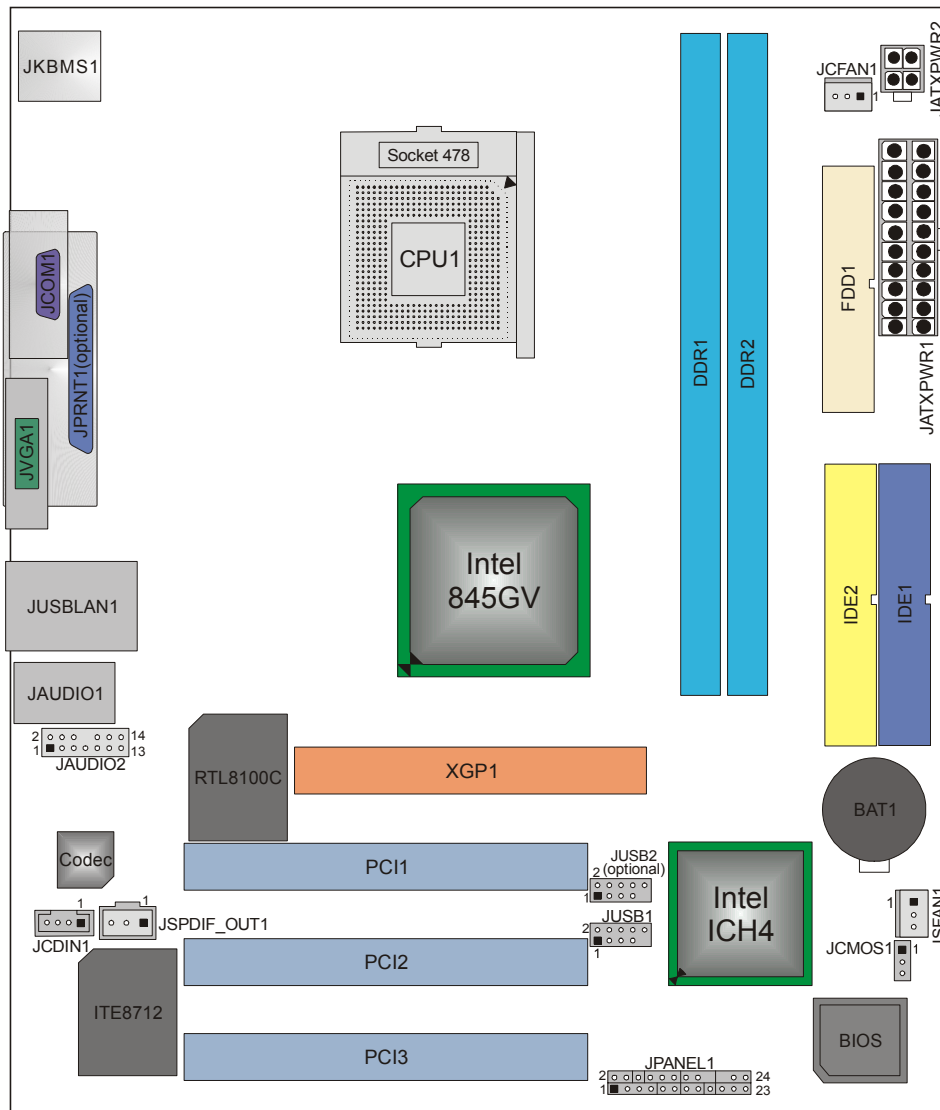 JKBMS1
JCFAN1
1
JATXPWR2
Socket 478
CPU1
JCOM1
JPRNT1(optional)
JVGA1
DDR1
DDR2
FDD1
JATXPWR1
Intel
845GV
IDE2
IDE1
JUSBLAN1
JAUDIO1
2
14
1
13
JAUDIO2
RTL8100C
XGP1
BAT1
Codec
PCI1
JUSB2
(optional)
2
1
Intel
ICH4
1
JCDIN1
1
JSPDIF_OUT1
JUSB1
2
1
1
JSFAN1
JCMOS1
1
PCI2
ITE8712
BIOS
PCI3
JPANEL1
2
24
1
23